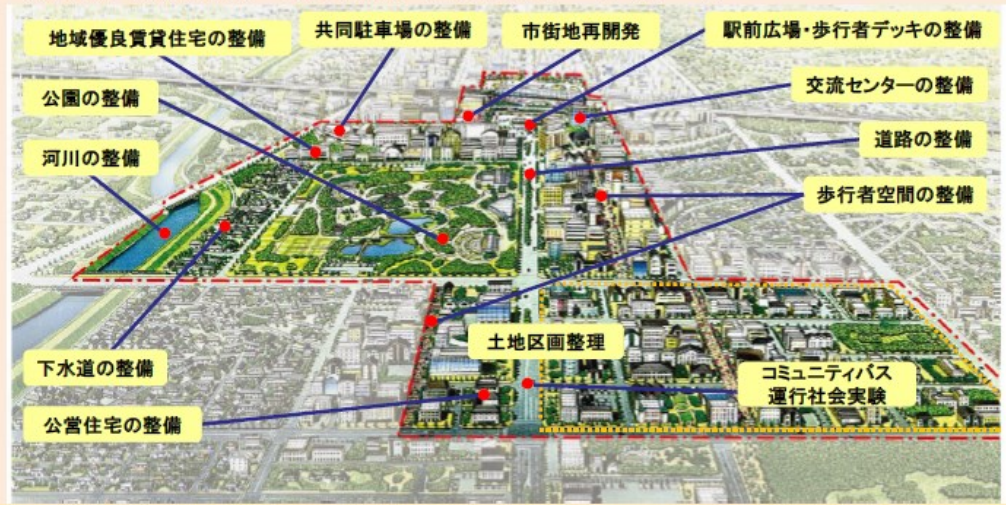 地域優良賃貸住宅の整備
共同駐車場の整備
市街地再開発
駅前広場・歩行者デッキの整備
公園の整備
交流センターの整備
河川の整備
道路の整備
歩行者空間の整備
土地区画整理
下水道の整備
コミュニティバス
運行社会実験
公営住宅の整備